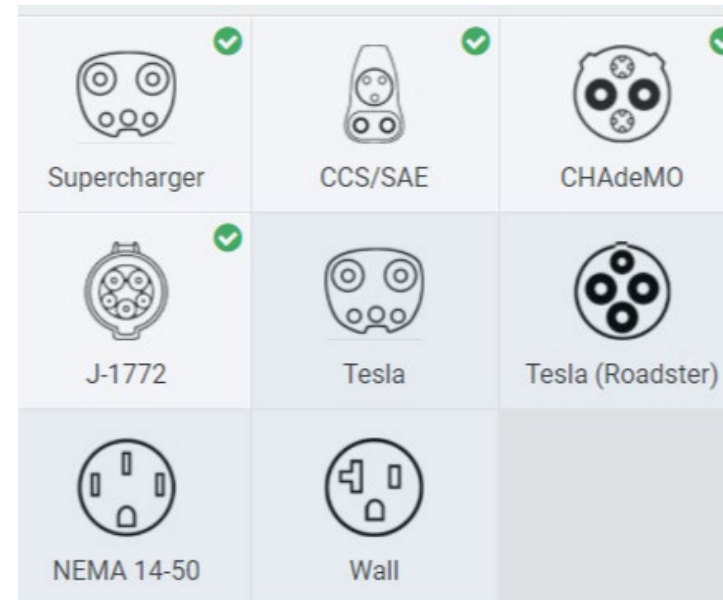 Supercharger
CCS/SAE
CHAdeMO
J-1772
Tesla
Tesla (Roadster)
NEMA 14-50
Wall